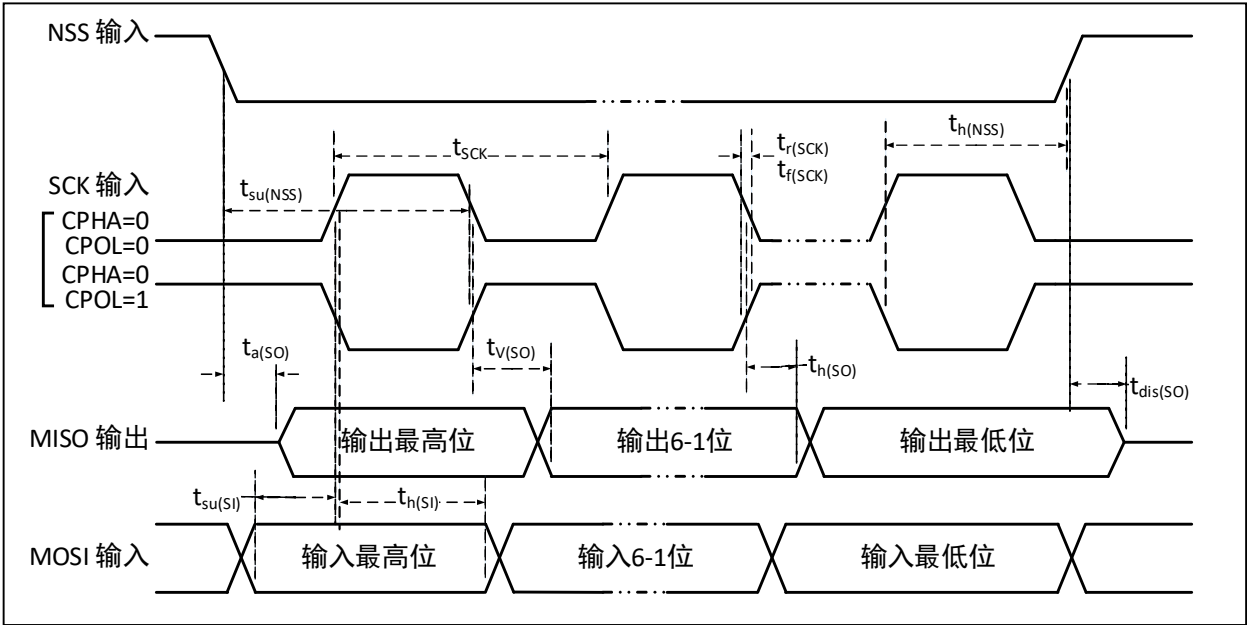 NSS 输入
t_h(NSS)
t_SCK
t_r(SCK)
t_f(SCK)
SCK 输入
t_su(NSS)
CPHA=0
CPOL=0
CPHA=0
CPOL=1
t_a(SO)
t_V(SO)
t_h(SO)
t_dis(SO)
MISO 输出
输出最高位
输出6-1位
输出最低位
t_su(SI)
t_h(SI)
MOSI 输入
输入最高位
输入6-1位
输入最低位